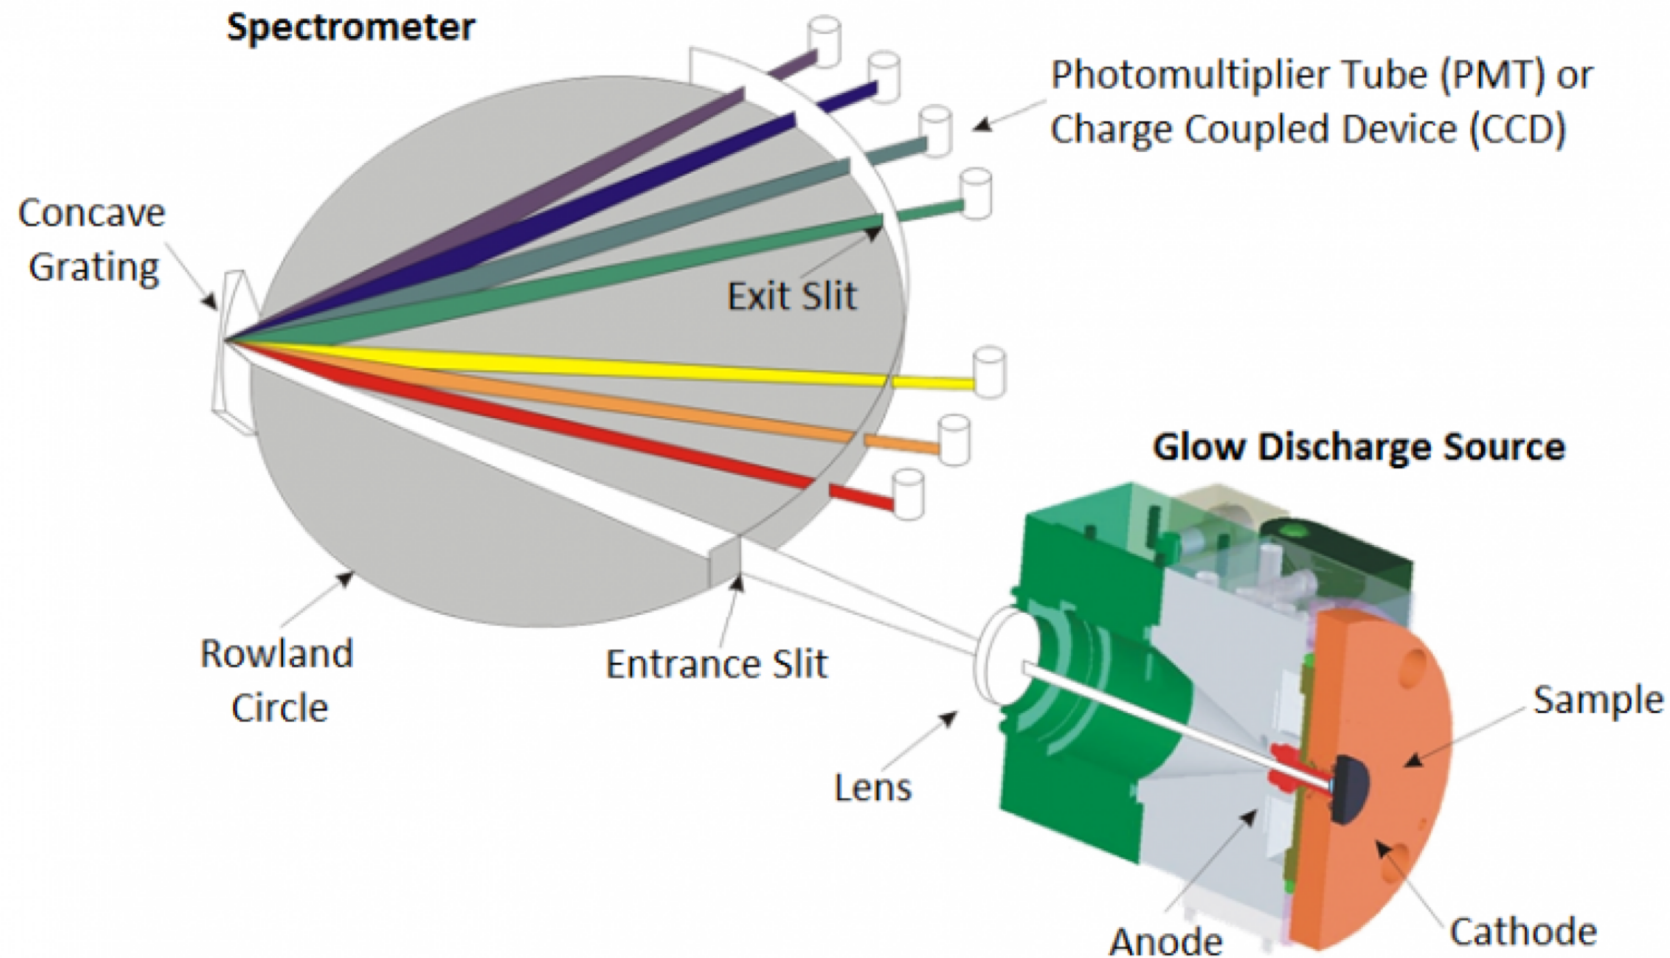 Spectrometer
Photomultiplier Tube (PMT) or
Charge Coupled Device (CCD)
Concave
Grating
Exit Slit
Glow Discharge Source
Rowland
Circle
Entrance Slit
Sample
Lens
Anode
Cathode